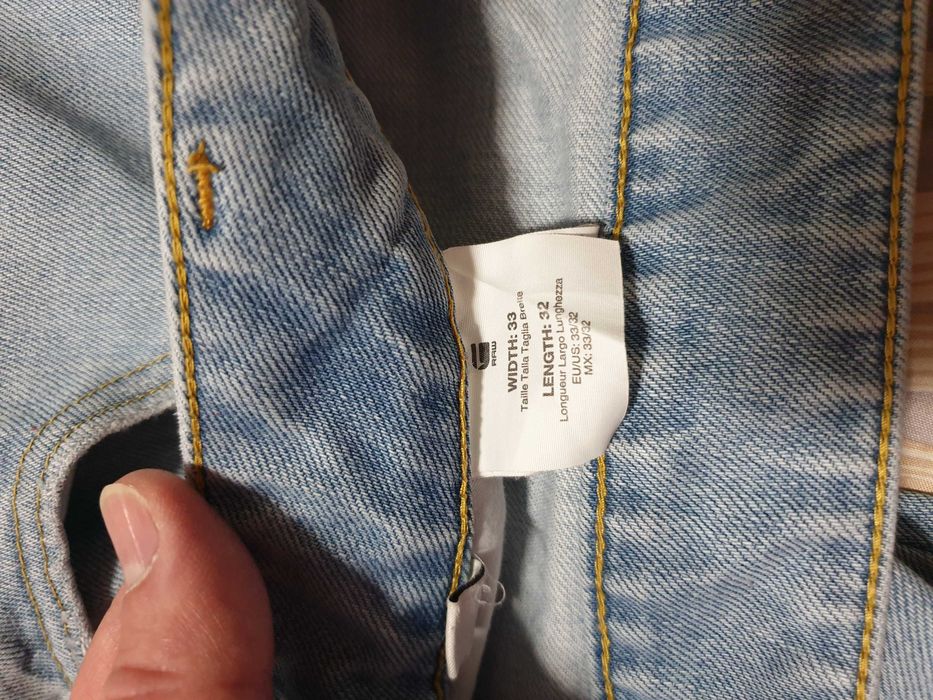 RAW
WIDTH: 33
Taille Talla Taglia Breite
LENGTH: 32
Longueur Largo Lunghezza
EU/US: 33/32
MX: 33/32